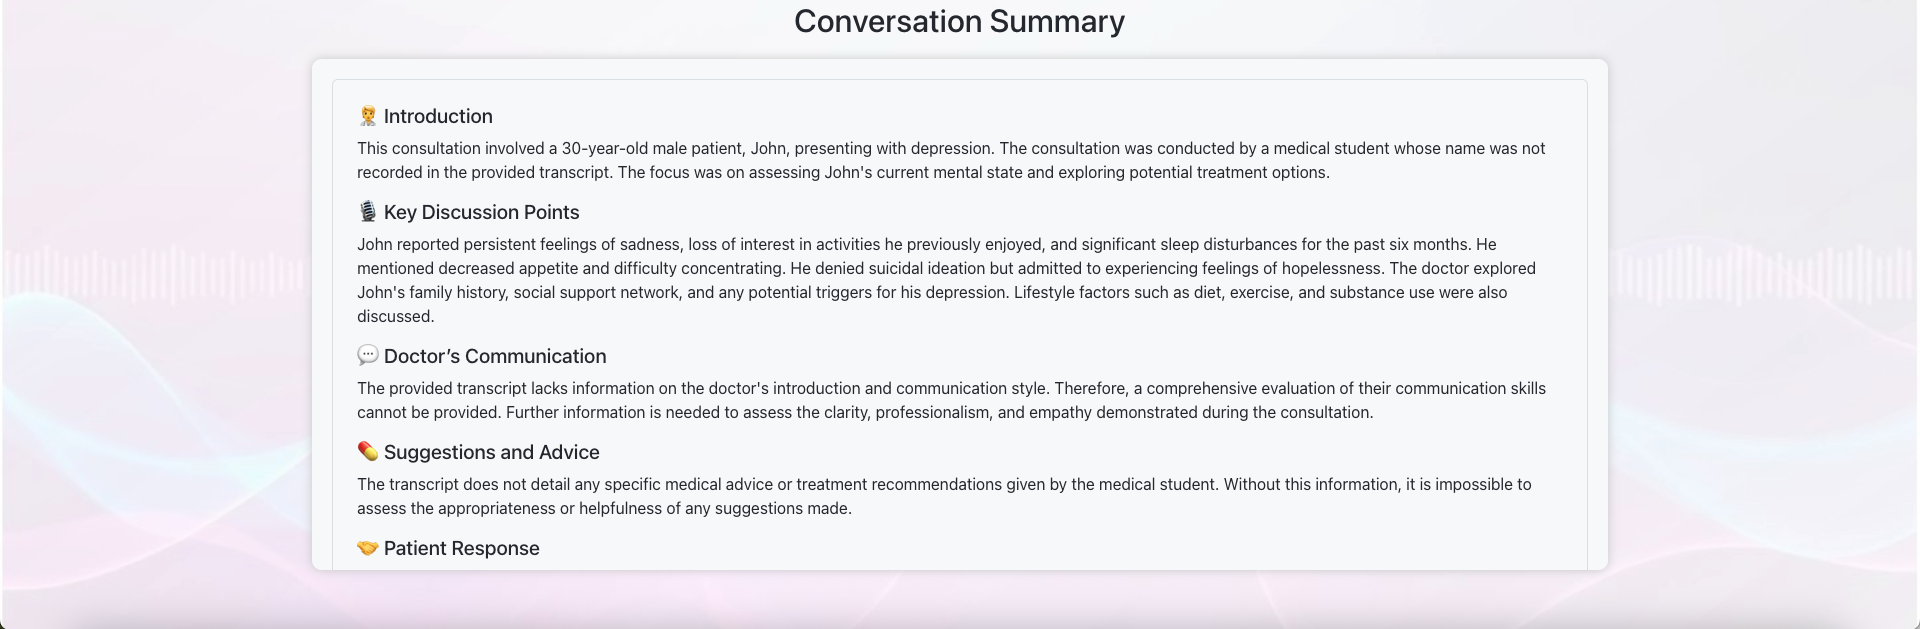 Conversation Summary
🧑‍⚕️ Introduction
This consultation involved a 30-year-old male patient, John, presenting with depression. The consultation was conducted by a medical student whose name was not
recorded in the provided transcript. The focus was on assessing John's current mental state and exploring potential treatment options.
🎙️ Key Discussion Points
John reported persistent feelings of sadness, loss of interest in activities he previously enjoyed, and significant sleep disturbances for the past six months. He
mentioned decreased appetite and difficulty concentrating. He denied suicidal ideation but admitted to experiencing feelings of hopelessness. The doctor explored
John's family history, social support network, and any potential triggers for his depression. Lifestyle factors such as diet, exercise, and substance use were also
discussed.
💬 Doctor’s Communication
The provided transcript lacks information on the doctor's introduction and communication style. Therefore, a comprehensive evaluation of their communication skills
cannot be provided. Further information is needed to assess the clarity, professionalism, and empathy demonstrated during the consultation.
💊 Suggestions and Advice
The transcript does not detail any specific medical advice or treatment recommendations given by the medical student. Without this information, it is impossible to
assess the appropriateness or helpfulness of any suggestions made.
🤝 Patient Response